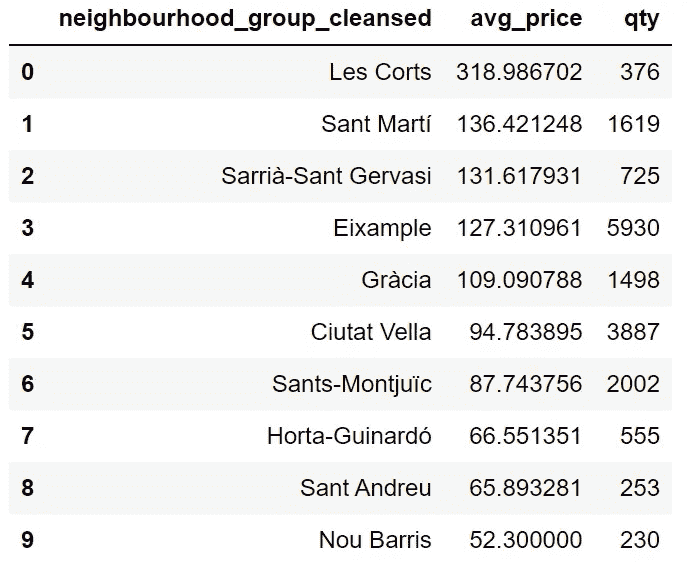 neighbourhood_group_cleansed avg_price qty
0 Les Corts 318.986702 376
1 Sant Martí 136.421248 1619
2 Sarrià-Sant Gervasi 131.617931 725
3 Eixample 127.310961 5930
4 Gràcia 109.090788 1498
5 Ciutat Vella 94.783895 3887
6 Sants-Montjuïc 87.743756 2002
7 Horta-Guinardó 66.551351 555
8 Sant Andreu 65.893281 253
9 Nou Barris 52.300000 230